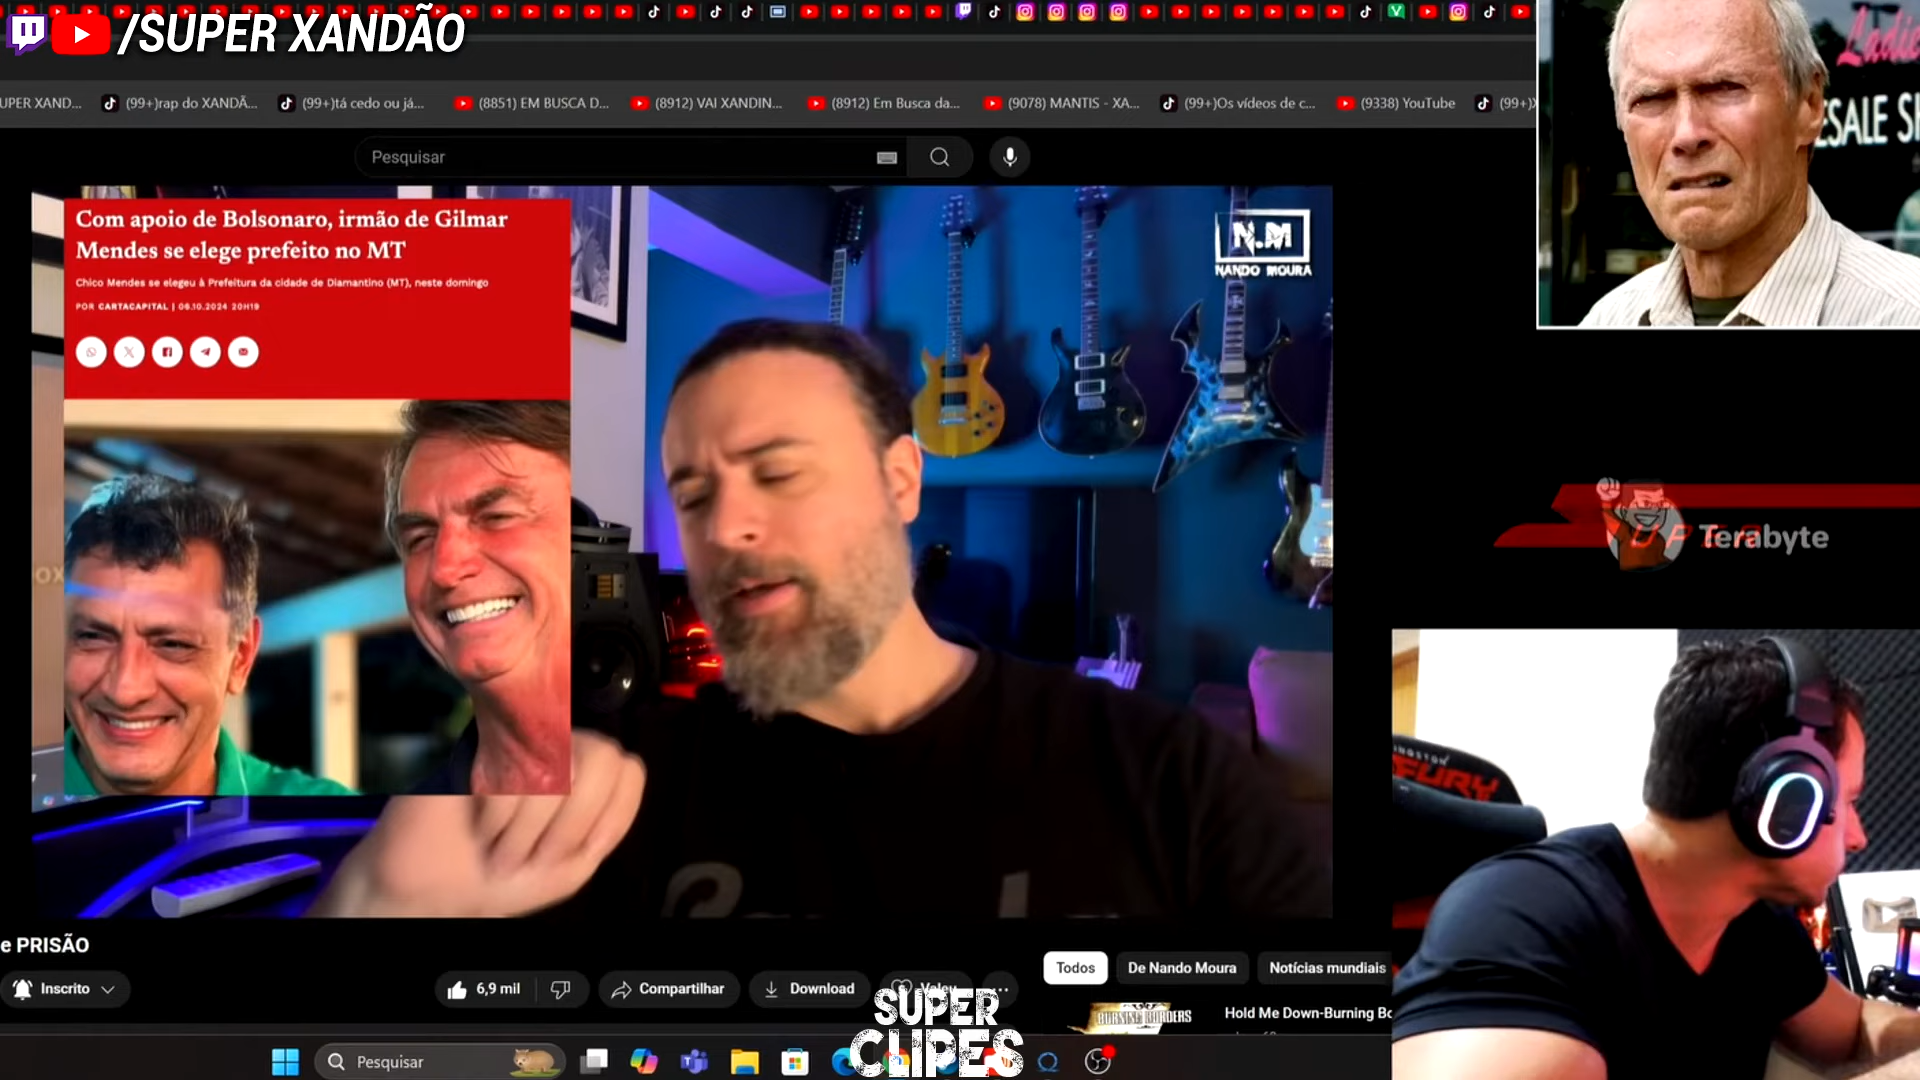 /SUPER XANDÃO
UPER XAND...
(99+)rap do XANDÃ...
(99+)tá cedo ou já...
(8851) EM BUSCA D...
(8912) VAI XANDIN...
(8912) Em Busca da...
(9078) MANTIS - XA...
(99+)Os vídeos de c...
(9338) YouTube
(99+)
Ladie
ESALE
Pesquisar
Com apoio de Bolsonaro, irmão de Gilmar
Mendes se elege prefeito no MT
Chico Mendes se elegeu à Prefeitura da cidade de Diamantino (MT), neste domingo
POR CARTACAPITAL | 06.10.2024 20H19
N.M
NANDO MOURA
Terabyte
FURY
e PRISÃO
Inscrito
6,9 mil
Compartilhar
Download
Valeu
...
Todos
De Nando Moura
Notícias mundiais
BURNING BORDERS
Hold Me Down-Burning Bo
SUPER
CLIPES
Pesquisar